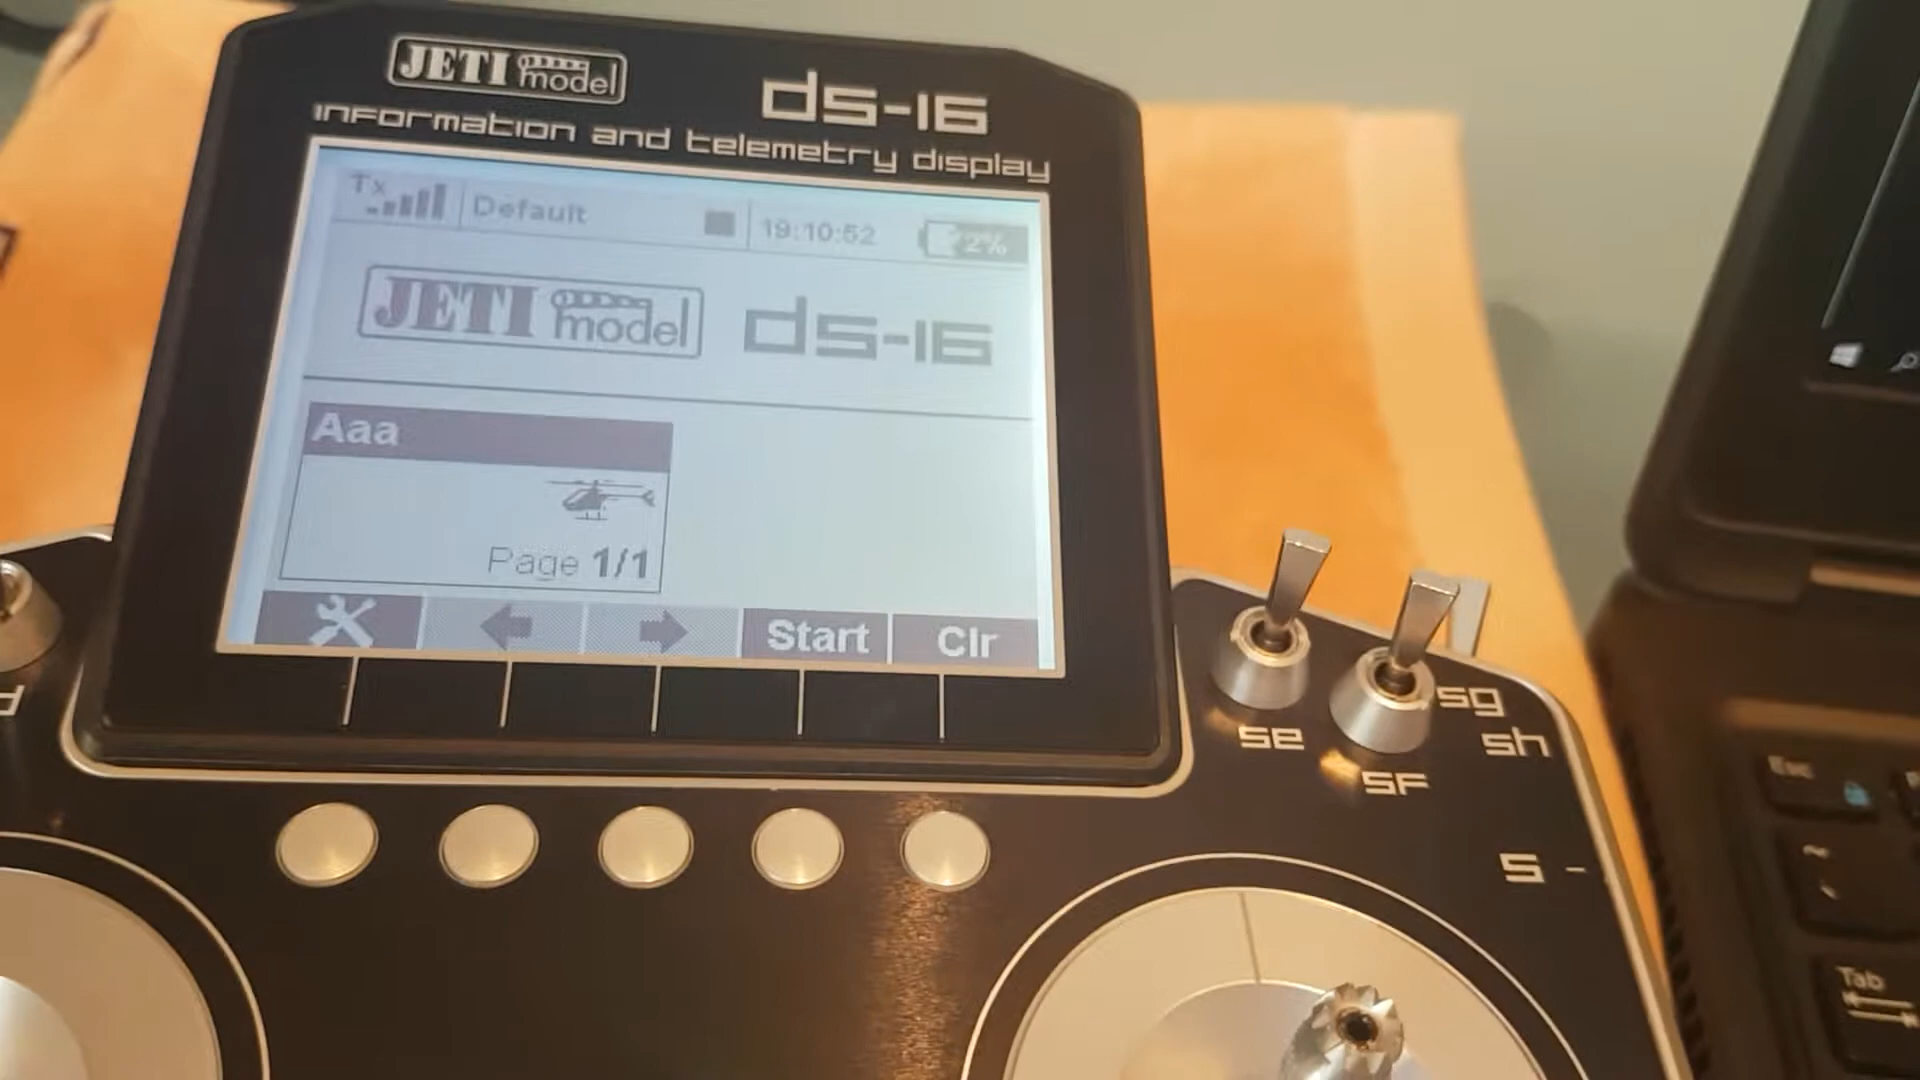 JETI model
ds-16
information and telemetry display
Tx
Default
19:10:52
2%
JETI model
ds-16
Aaa
Page 1/1
Start
Clr
sg
se
sh
sf
d
S -
Esc
Tab